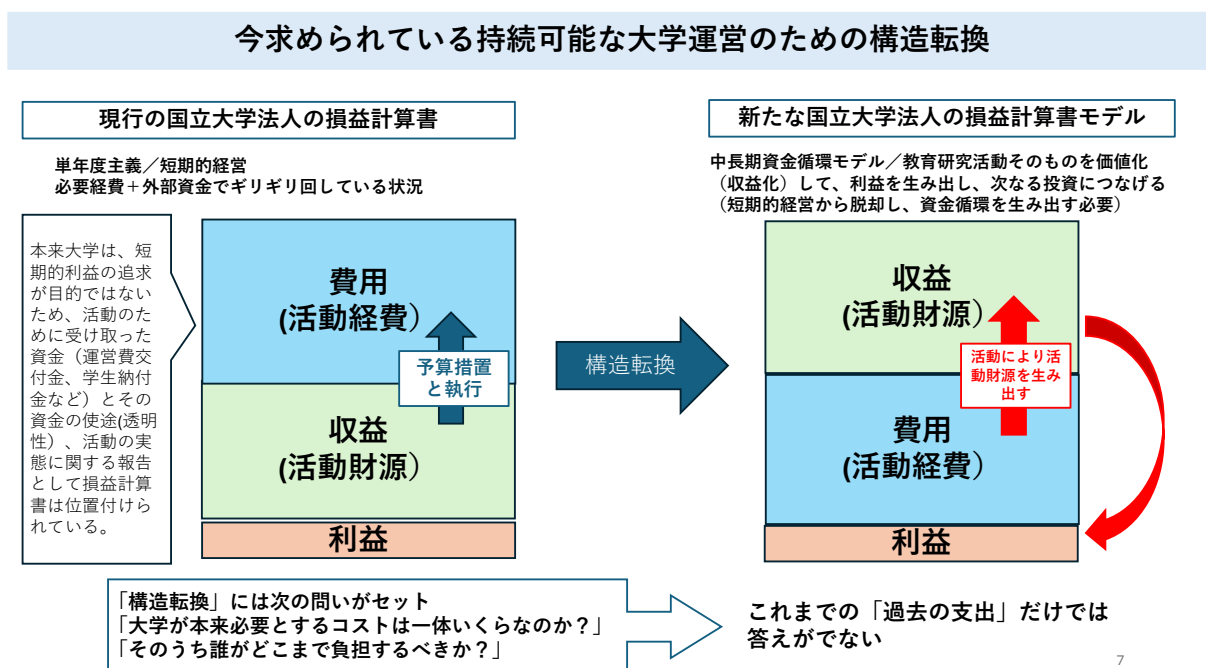 今求められている持続可能な大学運営のための構造転換
現行の国立大学法人の損益計算書
単年度主義／短期的経営
必要経費＋外部資金でギリギリ回している状況
本来大学は、短
期的利益の追求
が目的ではない
ため、活動のた
めに受け取った
資金（運営費交
付金、学生納付
金など）とその
資金の使途(透明
性）、活動の実
態に関する報告
として損益計算
書は位置付けら
れている。
費用
(活動経費）
予算措置
と執行
収益
(活動財源）
利益
構造転換
新たな国立大学法人の損益計算書モデル
中長期資金循環モデル／教育研究活動そのものを価値化
（収益化）して、利益を生み出し、次なる投資につなげる
（短期的経営から脱却し、資金循環を生み出す必要）
収益
(活動財源）
活動により活
動財源を生み
出す
費用
(活動経費）
利益
「構造転換」には次の問いがセット
「大学が本来必要とするコストは一体いくらなのか？」
「そのうち誰がどこまで負担するべきか？」
これまでの「過去の支出」だけでは
答えがでない
7